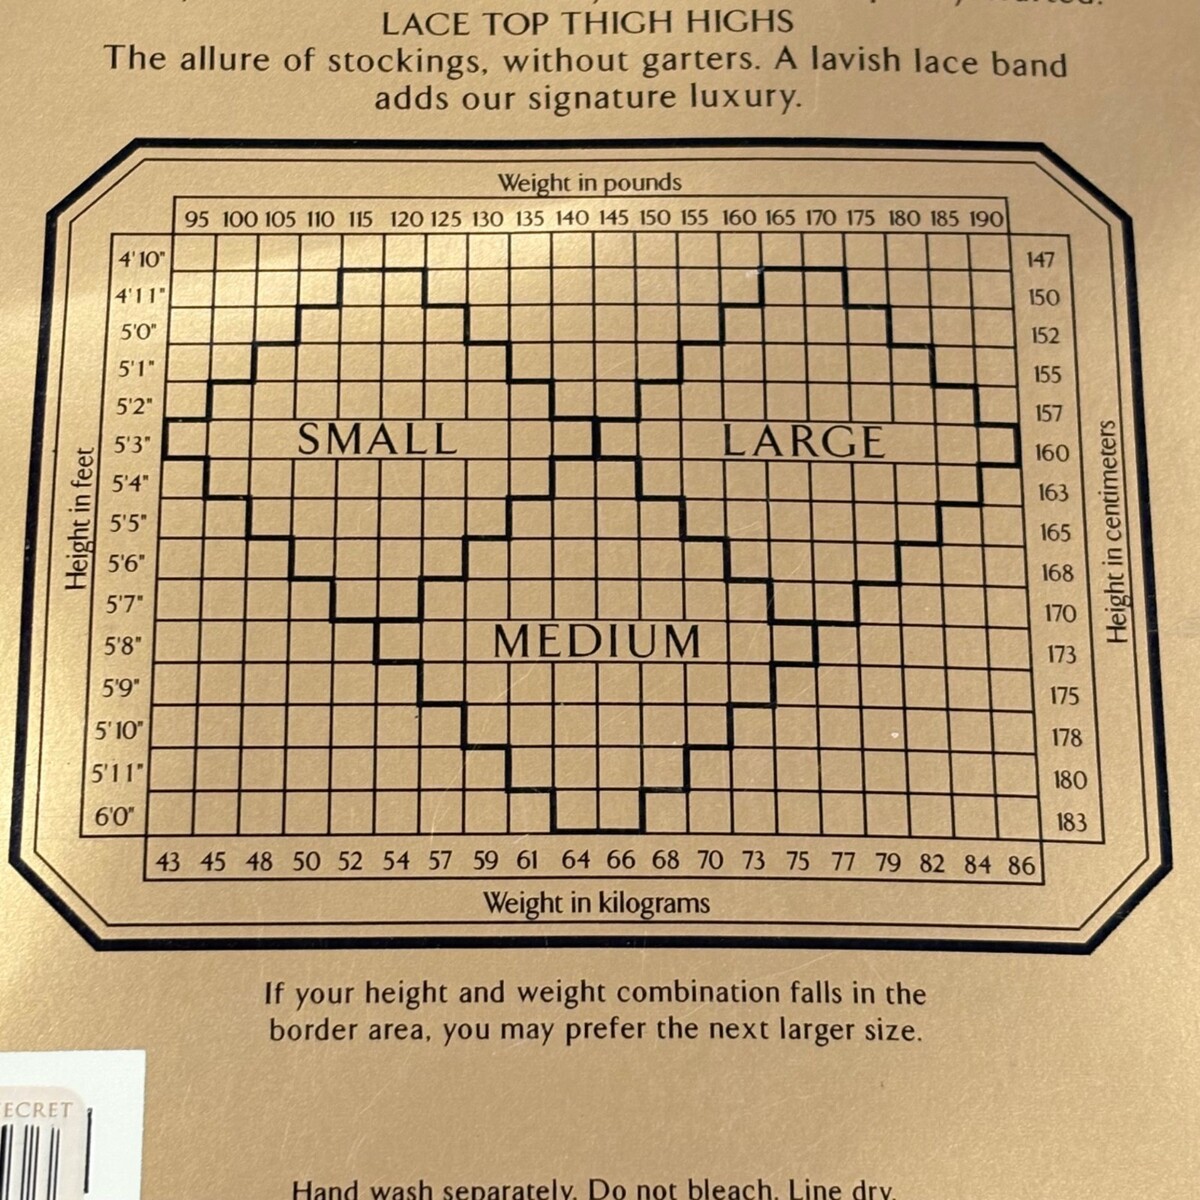 LACE TOP THIGH HIGHS
The allure of stockings, without garters. A lavish lace band
adds our signature luxury.
Weight in pounds
95 100 105 110 115 120 125 130 135 140 145 150 155 160 165 170 175 180 185 190
4'10" 147
4'11" 150
5'0" 152
5'1" 155
5'2" 157
5'3" SMALL LARGE 160
5'4" 163
5'5" 165
5'6" 168
5'7" 170
5'8" MEDIUM 173
5'9" 175
5'10" 178
5'11" 180
6'0" 183
Height in feet
Height in centimeters
43 45 48 50 52 54 57 59 61 64 66 68 70 73 75 77 79 82 84 86
Weight in kilograms
If your height and weight combination falls in the
border area, you may prefer the next larger size.
ECRET
Hand wash separately. Do not bleach. Line dry.